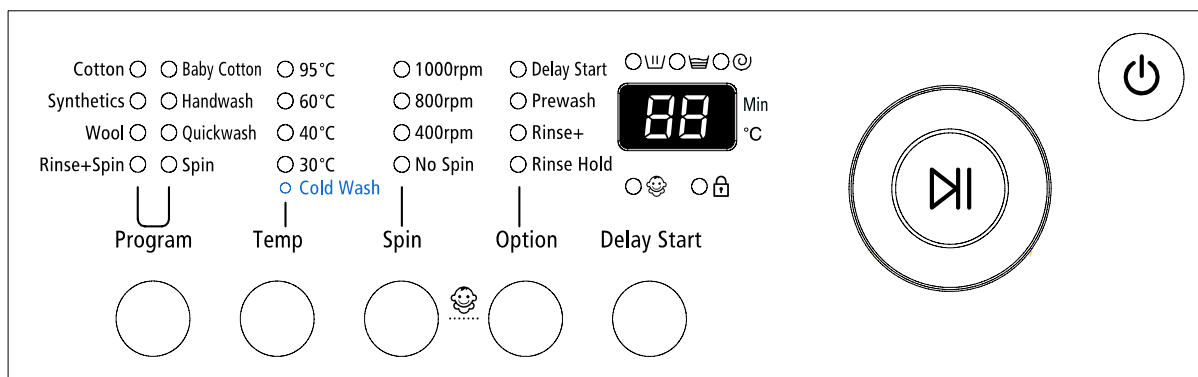 Cotton Baby Cotton 95°C 1000rpm Delay Start
Synthetics Handwash 60°C 800rpm Prewash
Wool Quickwash 40°C 400rpm Rinse+
Rinse+Spin Spin 30°C No Spin Rinse Hold
Cold Wash
88 Min
°C
Program Temp Spin Option Delay Start